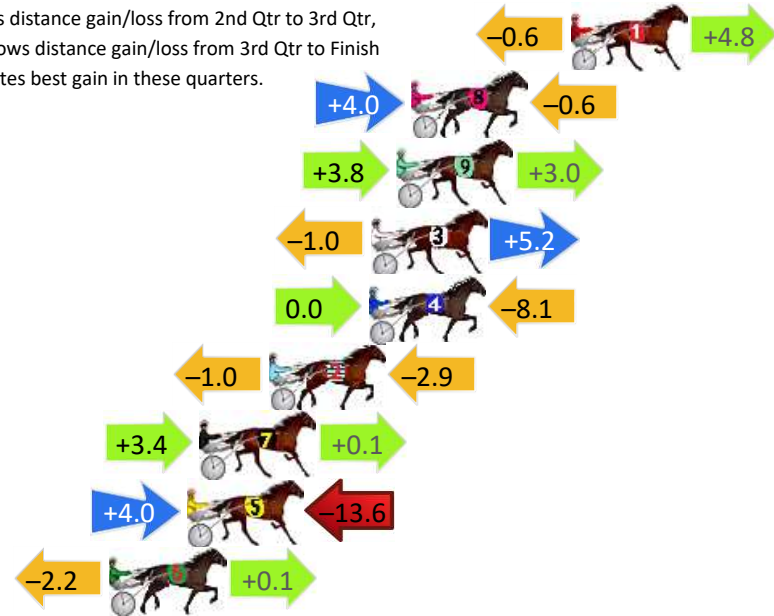 s distance gain/loss from 2nd Qtr to 3rd Qtr,
ows distance gain/loss from 3rd Qtr to Finish
tes best gain in these quarters.
–0.6 1 +4.8
+4.0 8 –0.6
+3.8 9 +3.0
–1.0 3 +5.2
0.0 4 –8.1
–1.0 2 –2.9
+3.4 7 +0.1
+4.0 5 –13.6
–2.2 6 +0.1